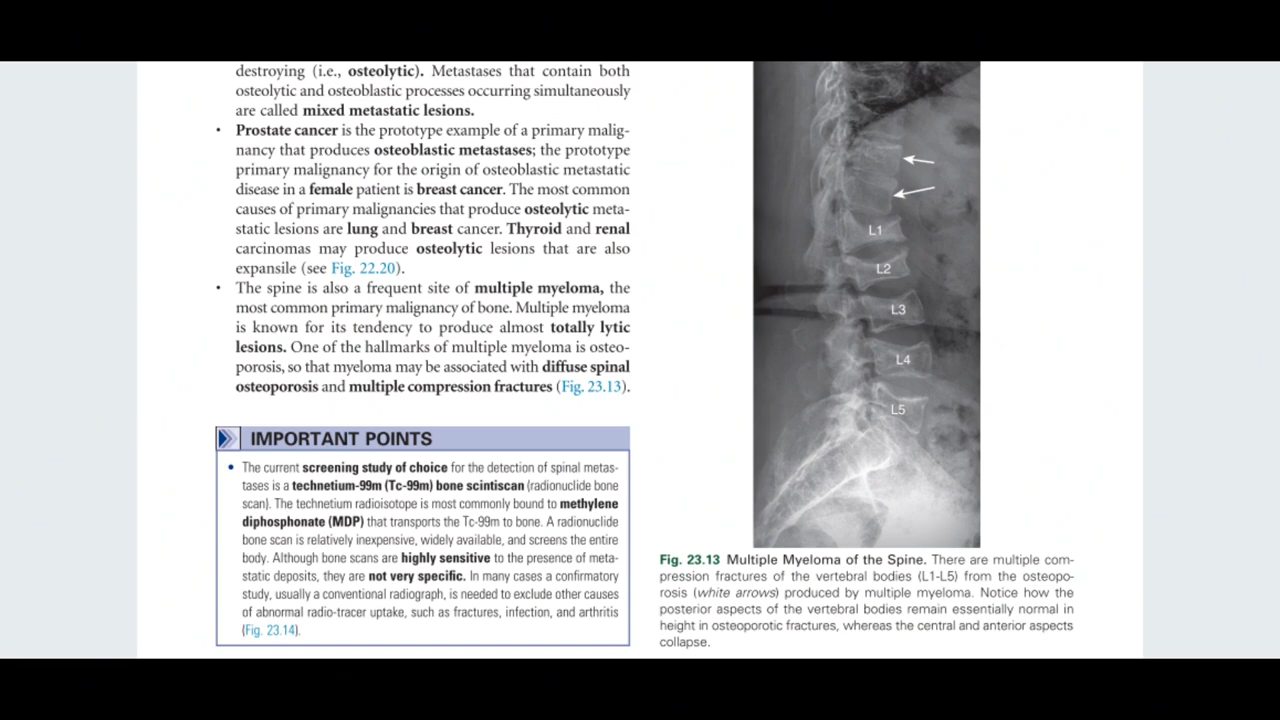 destroying (i.e., osteolytic). Metastases that contain both
osteolytic and osteoblastic processes occurring simultaneously
are called mixed metastatic lesions.
• Prostate cancer is the prototype example of a primary malig-
nancy that produces osteoblastic metastases; the prototype
primary malignancy for the origin of osteoblastic metastatic
disease in a female patient is breast cancer. The most common
causes of primary malignancies that produce osteolytic meta-
static lesions are lung and breast cancer. Thyroid and renal
carcinomas may produce osteolytic lesions that are also
expansile (see Fig. 22.20).
• The spine is also a frequent site of multiple myeloma, the
most common primary malignancy of bone. Multiple myeloma
is known for its tendency to produce almost totally lytic
lesions. One of the hallmarks of multiple myeloma is osteo-
porosis, so that myeloma may be associated with diffuse spinal
osteoporosis and multiple compression fractures (Fig. 23.13).
IMPORTANT POINTS
• The current screening study of choice for the detection of spinal metas-
tases is a technetium-99m (Tc-99m) bone scintiscan (radionuclide bone
scan). The technetium radioisotope is most commonly bound to methylene
diphosphonate (MDP) that transports the Tc-99m to bone. A radionuclide
bone scan is relatively inexpensive, widely available, and screens the entire
body. Although bone scans are highly sensitive to the presence of meta-
static deposits, they are not very specific. In many cases a confirmatory
study, usually a conventional radiograph, is needed to exclude other causes
of abnormal radio-tracer uptake, such as fractures, infection, and arthritis
(Fig. 23.14).
L1
L2
L3
L4
L5
Fig. 23.13 Multiple Myeloma of the Spine. There are multiple com-
pression fractures of the vertebral bodies (L1-L5) from the osteopo-
rosis (white arrows) produced by multiple myeloma. Notice how the
posterior aspects of the vertebral bodies remain essentially normal in
height in osteoporotic fractures, whereas the central and anterior aspects
collapse.